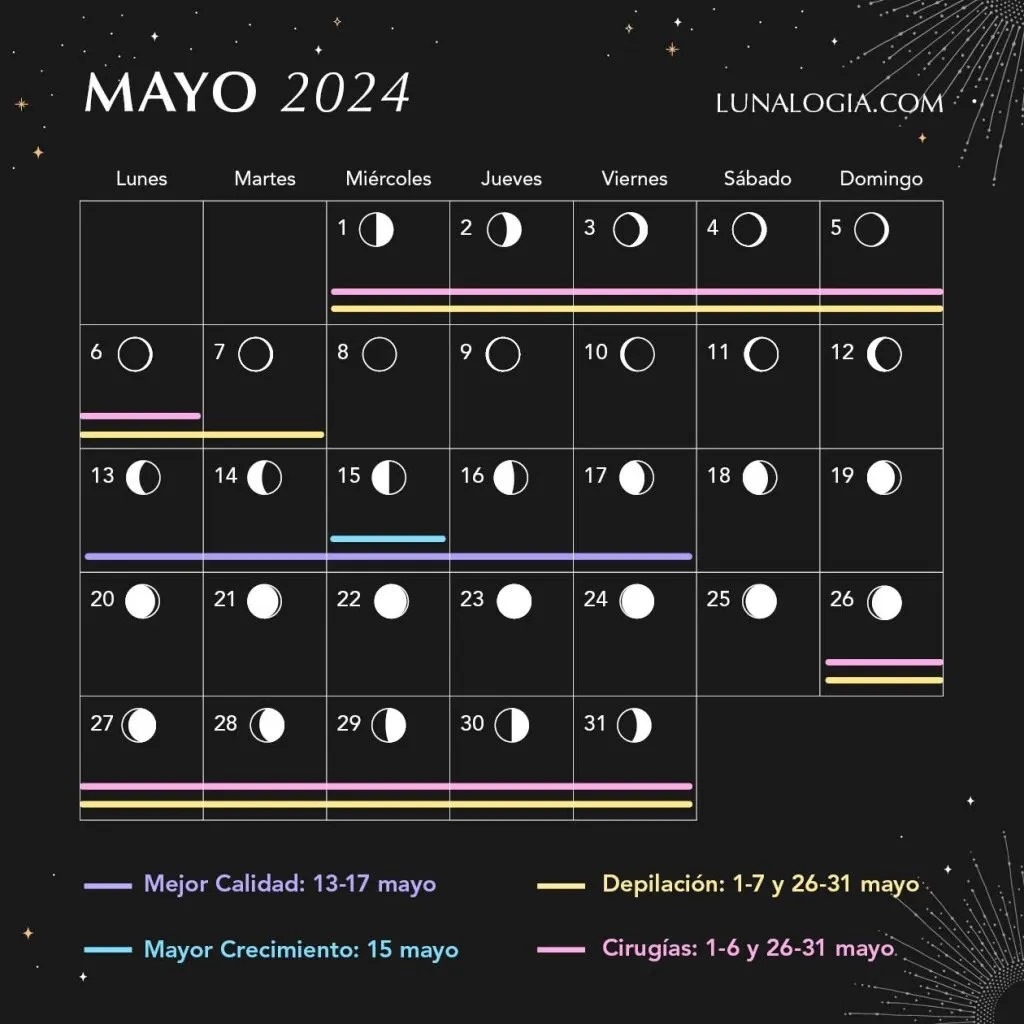 MAYO 2024
LUNALOGIA.COM
Lunes Martes Miércoles Jueves Viernes Sábado Domingo
1 2 3 4 5
6 7 8 9 10 11 12
13 14 15 16 17 18 19
20 21 22 23 24 25 26
27 28 29 30 31
Mejor Calidad: 13-17 mayo
Depilación: 1-7 y 26-31 mayo
Mayor Crecimiento: 15 mayo
Cirugías: 1-6 y 26-31 mayo